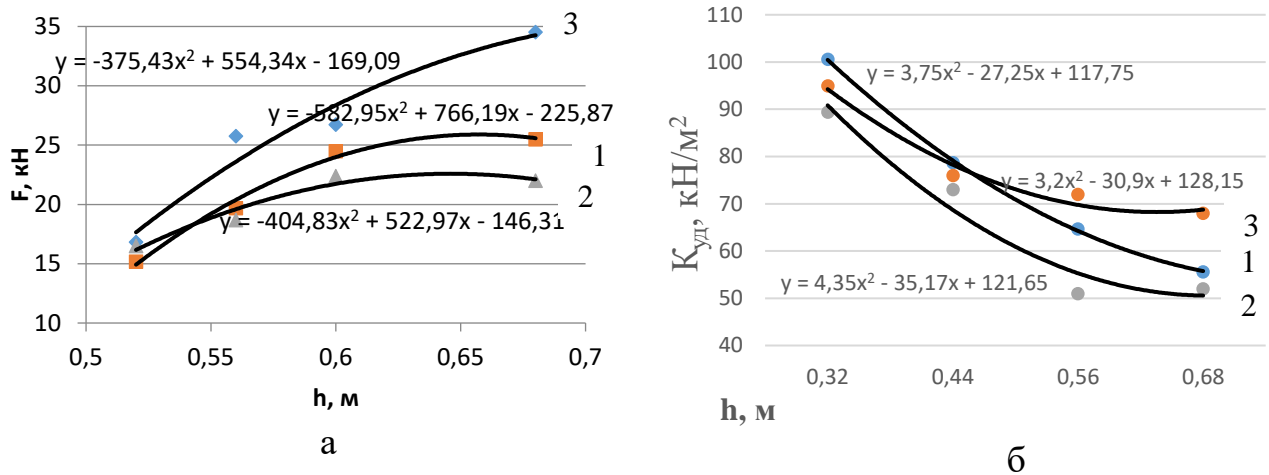 35
3
y = -375,43x² + 554,34x - 169,09
30
y = -582,95x² + 766,19x - 225,87
25
1
F, кН
2
20
y = -404,83x² + 522,97x - 146,31
15
10
0,5 0,55 0,6 0,65 0,7
h, м
а
110
100
y = 3,75x² - 27,25x + 117,75
90
80
y = 3,2x² - 30,9x + 128,15
70
Kуд, кН/м²
3
60
1
y = 4,35x² - 35,17x + 121,65
50
2
40
0,32 0,44 0,56 0,68
h, м
б